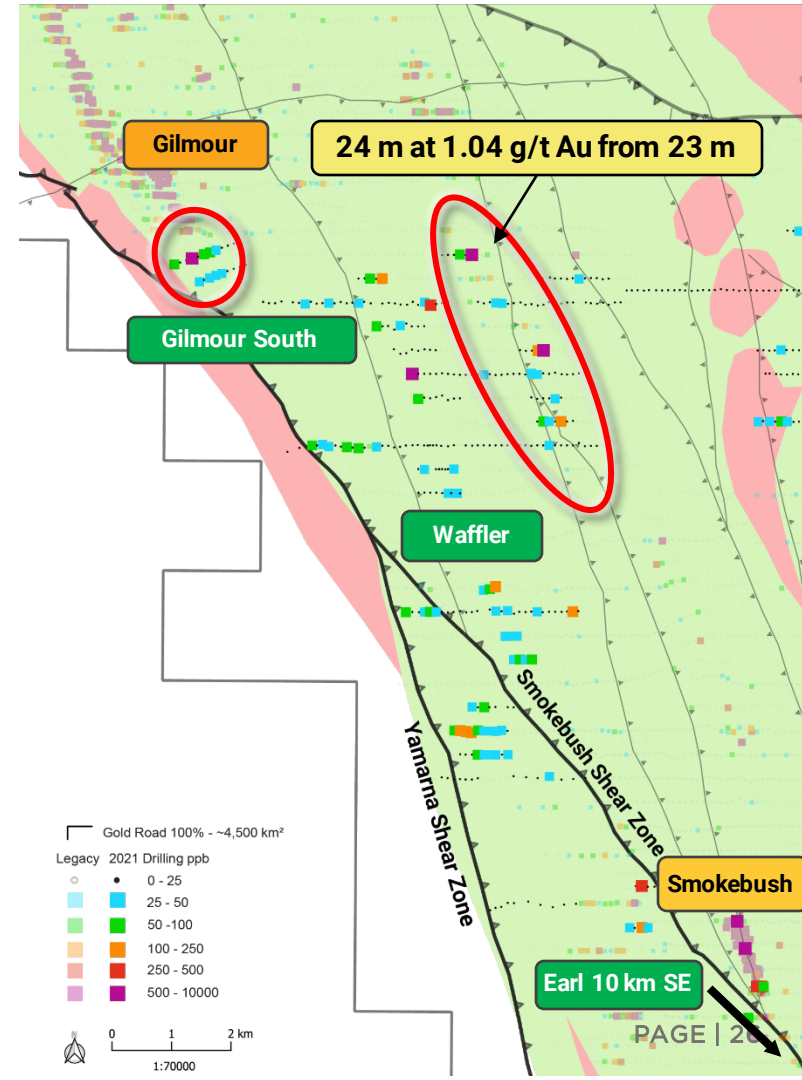 Gilmour
24 m at 1.04 g/t Au from 23 m
Gilmour South
Waffler
Smokebush Shear Zone
Yamarna Shear Zone
Gold Road 100% - ~4,500 km²
Legacy 2021 Drilling ppb
0 - 25
25 - 50
50 -100
100 - 250
250 - 500
500 - 10000
N
0 1 2 km
1:70000
Smokebush
Earl 10 km SE
PAGE | 26